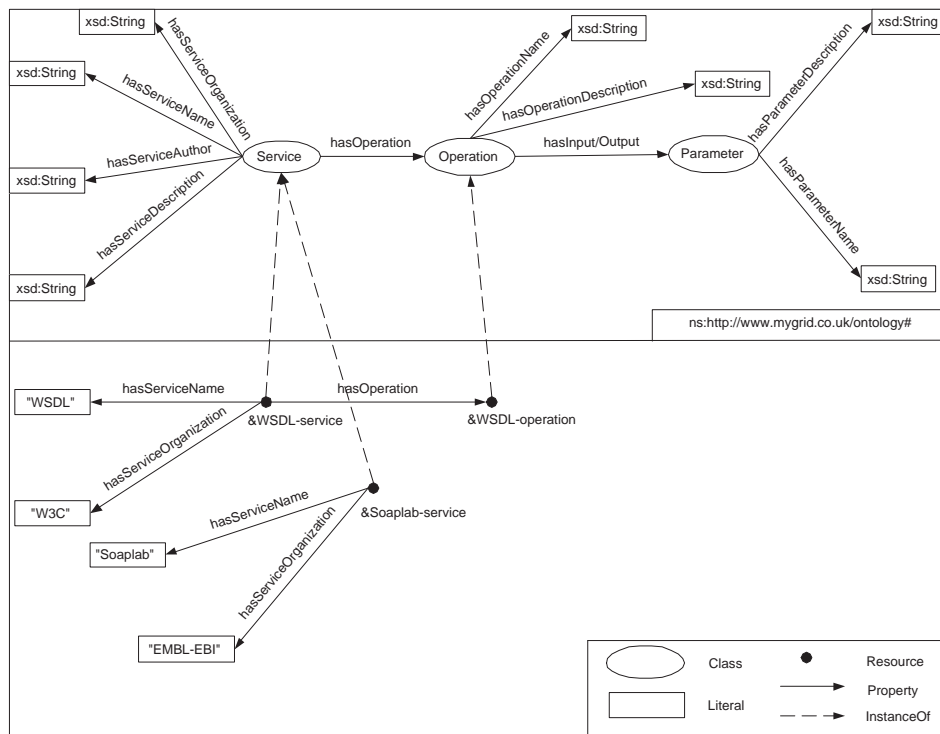 xsd:String
xsd:String
xsd:String
xsd:String
hasServiceOrganization
hasServiceName
hasServiceAuthor
hasServiceDescription
Service
hasOperation
Operation
hasOperationName
xsd:String
hasOperationDescription
xsd:String
hasInput/Output
Parameter
hasParameterDescription
xsd:String
hasParameterName
xsd:String
ns:http://www.mygrid.co.uk/ontology#
"WSDL"
hasServiceName
hasOperation
&WSDL-service
&WSDL-operation
hasServiceOrganization
"W3C"
hasServiceName
&Soaplab-service
"Soaplab"
hasServiceOrganization
"EMBL-EBI"
Class
Resource
Literal
Property
InstanceOf